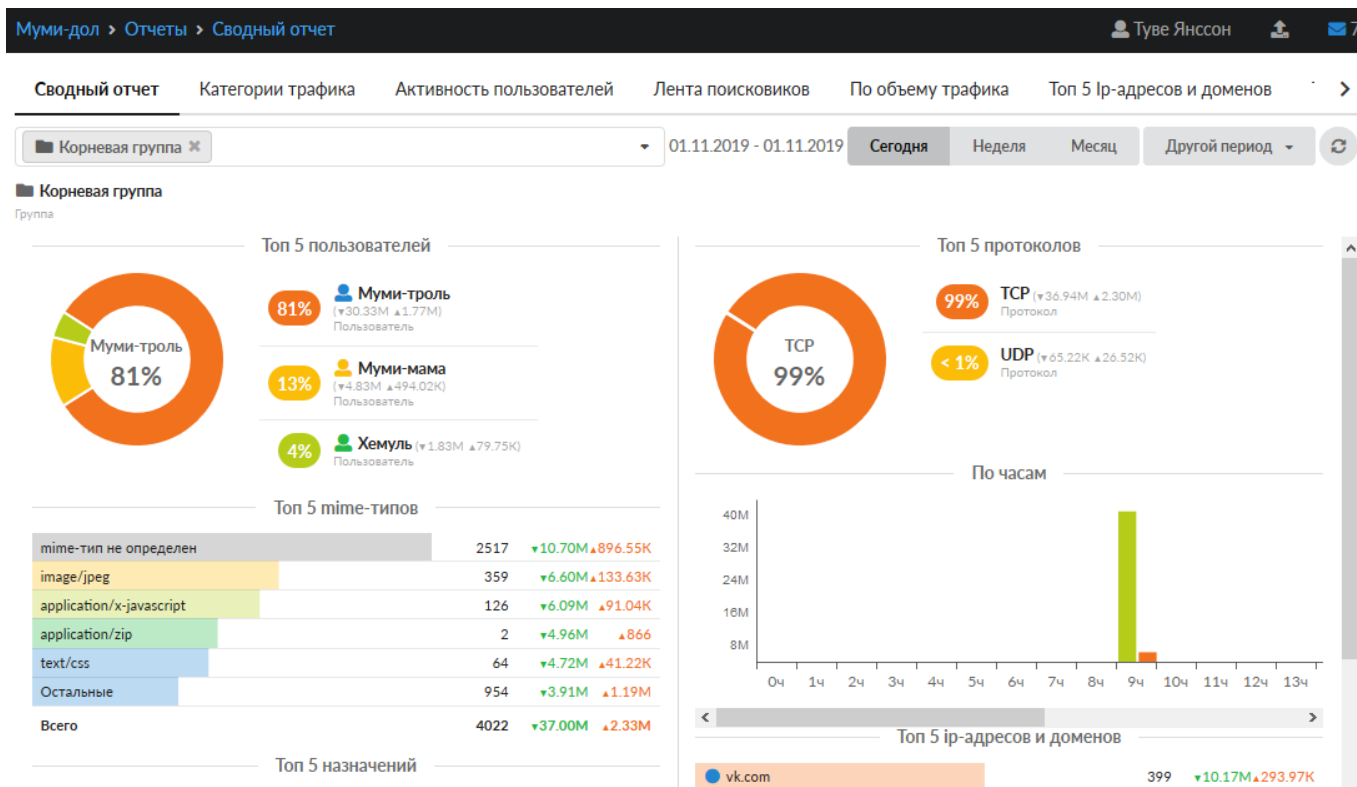 Муми-дол > Отчеты > Сводный отчет Туве Янссон 7
Сводный отчет Категории трафика Активность пользователей Лента поисковиков По объему трафика Топ 5 Ip-адресов и доменов
Корневая группа 01.11.2019 - 01.11.2019 Сегодня Неделя Месяц Другой период
Корневая группа
Группа
Топ 5 пользователей
Муми-троль
81%
81% Муми-троль
(▾30.33M ▴1.77M)
Пользователь
13% Муми-мама
(▾4.83M ▴494.02K)
Пользователь
4% Хемуль (▾1.83M ▴79.75K)
Пользователь
Топ 5 mime-типов
mime-тип не определен 2517 ▾10.70M ▴896.55K
image/jpeg 359 ▾6.60M ▴133.63K
application/x-javascript 126 ▾6.09M ▴91.04K
application/zip 2 ▾4.96M ▴866
text/css 64 ▾4.72M ▴41.22K
Остальные 954 ▾3.91M ▴1.19M
Всего 4022 ▾37.00M ▴2.33M
Топ 5 назначений
Топ 5 протоколов
TCP
99%
99% TCP (▾36.94M ▴2.30M)
Протокол
< 1% UDP (▾65.22K ▴26.52K)
Протокол
По часам
40M
32M
24M
16M
8M
0ч 1ч 2ч 3ч 4ч 5ч 6ч 7ч 8ч 9ч 10ч 11ч 12ч 13ч
Топ 5 ip-адресов и доменов
vk.com 399 ▾10.17M ▴293.97K